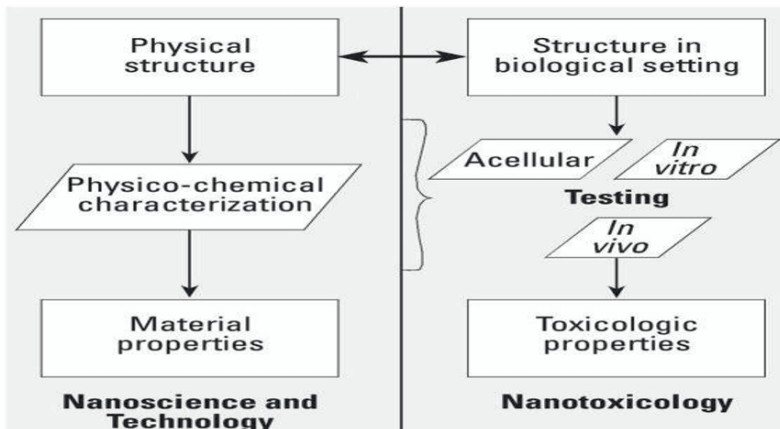 Physical
structure
Physico-chemical
characterization
Material
properties
Nanoscience and
Technology
Structure in
biological setting
Acellular
In
vitro
Testing
In
vivo
Toxicologic
properties
Nanotoxicology